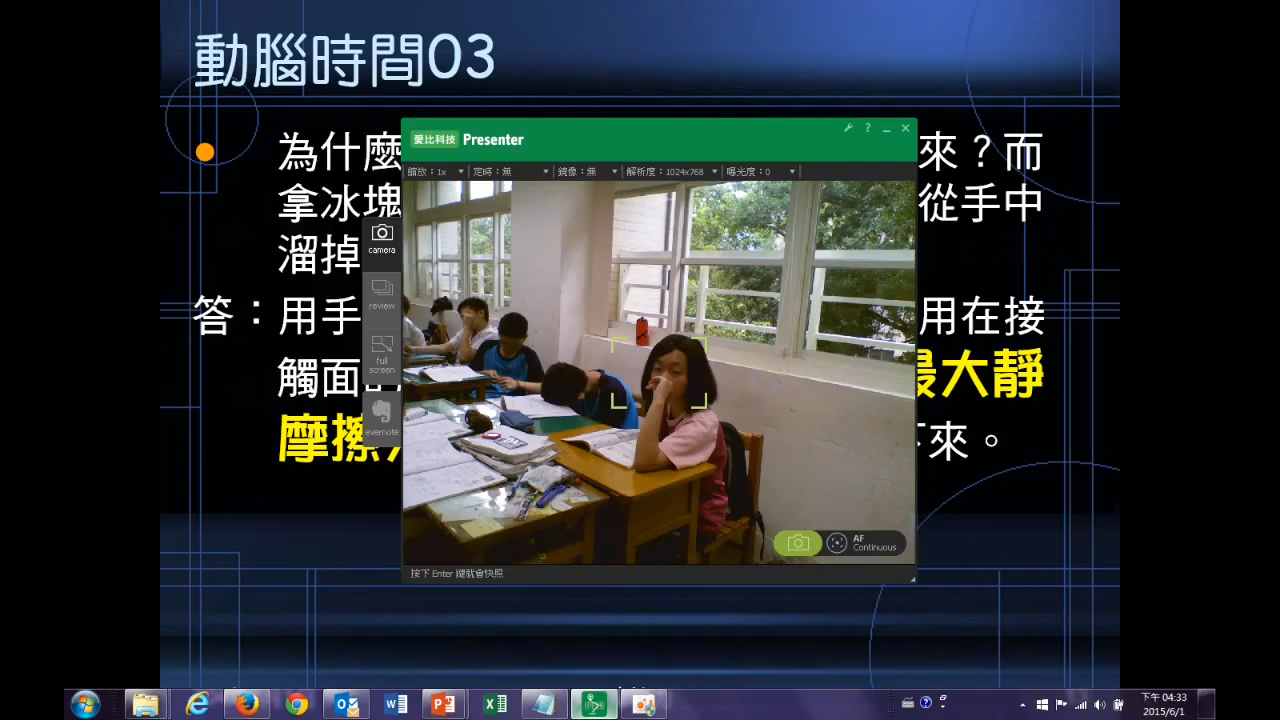 動腦時間03
為什麼
來？而
拿冰塊
從手中
溜掉
答：用手
用在接
觸面
最大靜
摩擦
下來。
愛比科技 Presenter
縮放：1x 定時：無 鏡像：無 解析度：1024x768 曝光度：0
camera
review
full
screen
evernote
AF
Continuous
按下 Enter 鍵就會快照
下午 04:33
2015/6/1